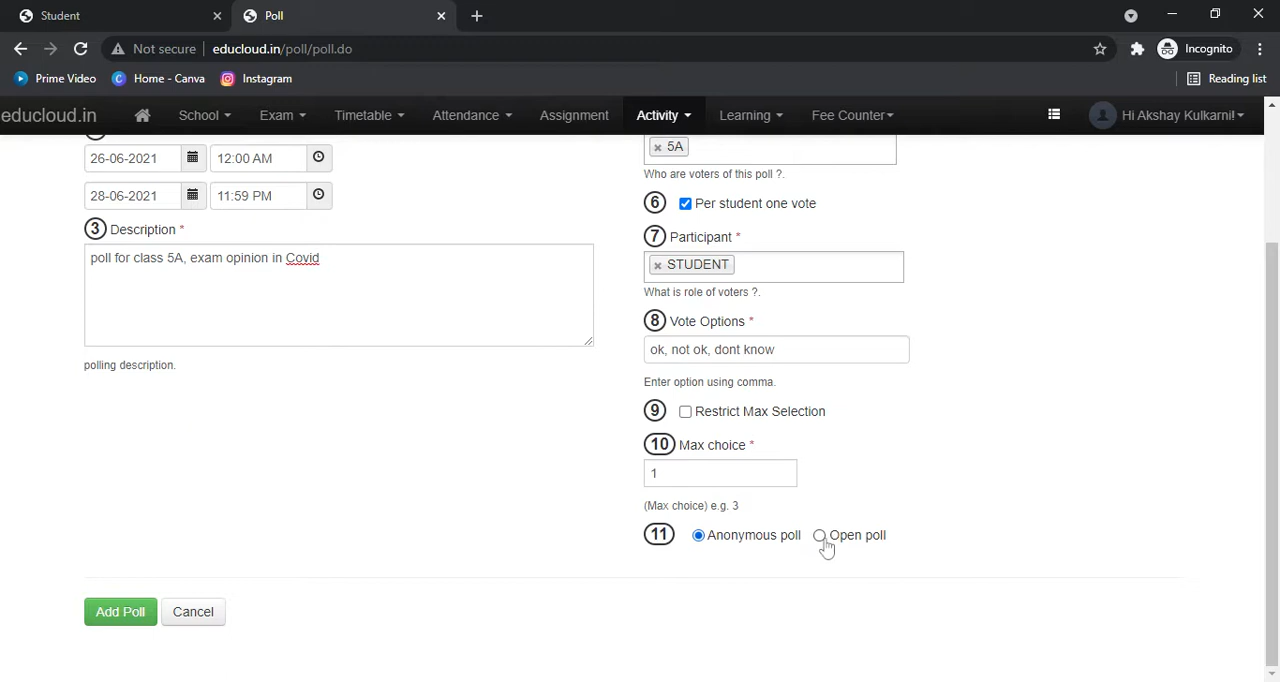 Student
Poll
Not secure
educloud.in/poll/poll.do
Incognito
Prime Video
Home - Canva
Instagram
Reading list
educloud.in
School
Exam
Timetable
Attendance
Assignment
Activity
Learning
Fee Counter
Hi Akshay Kulkarni!
26-06-2021
12:00 AM
28-06-2021
11:59 PM
3 Description *
poll for class 5A, exam opinion in Covid
polling description.
× 5A
Who are voters of this poll ?.
6 Per student one vote
7 Participant *
× STUDENT
What is role of voters ?.
8 Vote Options *
ok, not ok, dont know
Enter option using comma.
9 Restrict Max Selection
10 Max choice *
1
(Max choice) e.g. 3
11 Anonymous poll Open poll
Add Poll
Cancel